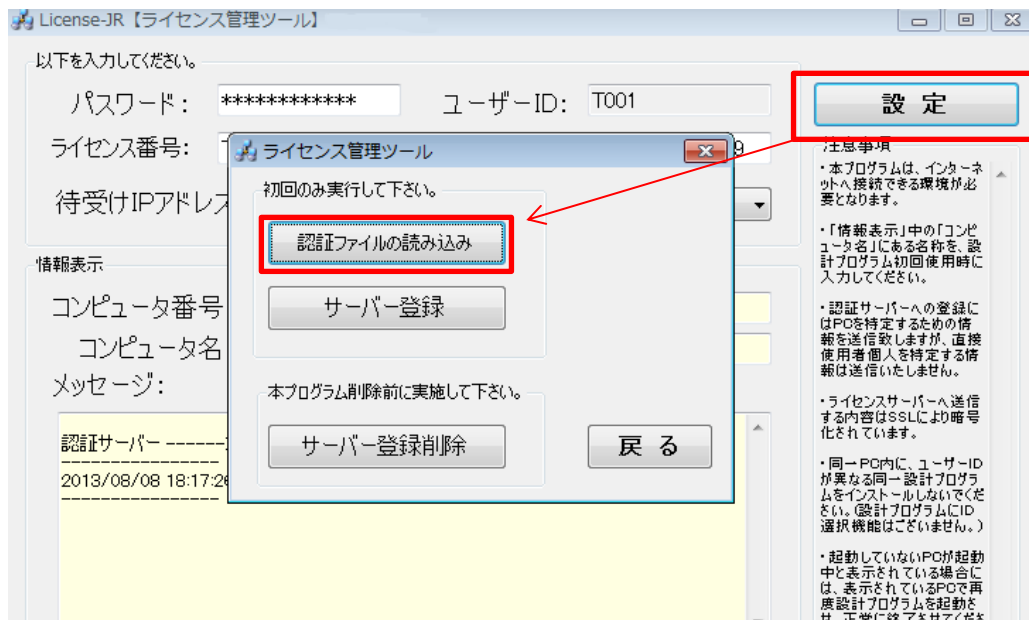 License-JR【ライセンス管理ツール】
以下を入力してください。
パスワード: ************ ユーザーID: T001
設 定
ライセンス番号: 9
待受けIPアドレス
ライセンス管理ツール
初回のみ実行して下さい。
認証ファイルの読み込み
サーバー登録
本プログラム削除前に実施して下さい。
サーバー登録削除
戻 る
情報表示
コンピュータ番号
コンピュータ名
メッセージ:
認証サーバー ------
----------------
2013/08/08 18:17:26
----------------
注意事項
・本プログラムは、インターネ
ットへ接続できる環境が必
要となります。
・「情報表示」中の「コンピ
ュータ名」にある名称を、設
計プログラム初回使用時に
入力してください。
・認証サーバーへの登録に
はPCを特定するための情
報を送信致しますが、直接
使用者個人を特定する情
報は送信いたしません。
・ライセンスサーバーへ送信
する内容はSSLにより暗号
化されています。
・同一PC内に、ユーザーID
が異なる同一設計プログラ
ムをインストールしないでくだ
さい。(設計プログラムにID
選択機能はございません。)
・起動していないPCが起動
中と表示されている場合に
は、表示されているPCで再
度設計プログラムを起動さ
せ、正常に終了させてくださ